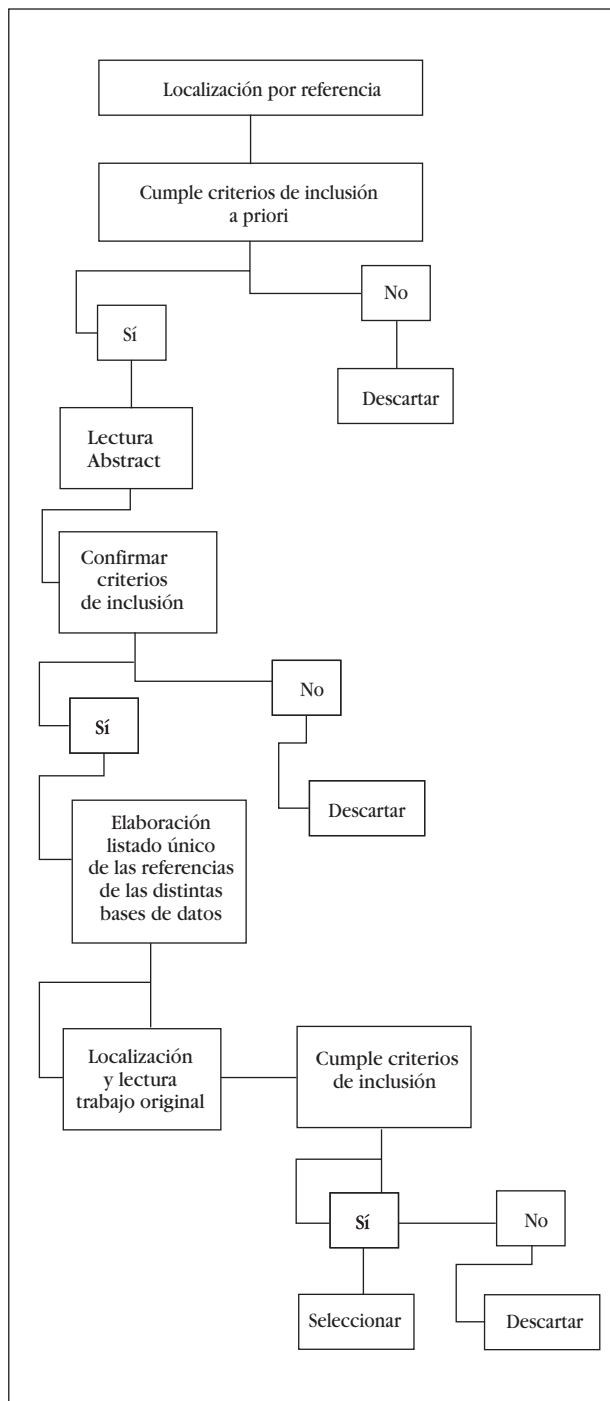 Localización por referencia
Cumple criterios de inclusión
a priori
No
Sí
Descartar
Lectura
Abstract
Confirmar
criterios
de inclusión
No
Sí
Descartar
Elaboración
listado único
de las referencias
de las distintas
bases de datos
Localización
y lectura
trabajo original
Cumple criterios
de inclusión
Sí
No
Seleccionar
Descartar